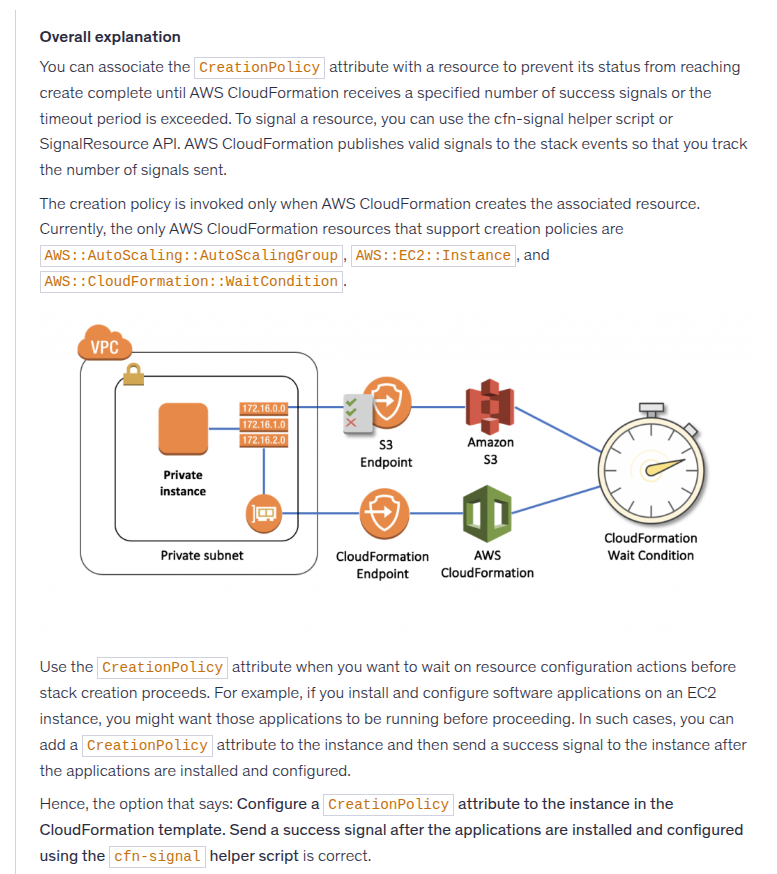 Overall explanation
You can associate the CreationPolicy attribute with a resource to prevent its status from reaching
create complete until AWS CloudFormation receives a specified number of success signals or the
timeout period is exceeded. To signal a resource, you can use the cfn-signal helper script or
SignalResource API. AWS CloudFormation publishes valid signals to the stack events so that you track
the number of signals sent.
The creation policy is invoked only when AWS CloudFormation creates the associated resource.
Currently, the only AWS CloudFormation resources that support creation policies are
AWS::AutoScaling::AutoScalingGroup, AWS::EC2::Instance, and
AWS::CloudFormation::WaitCondition.
VPC
172.16.0.0
172.16.1.0
172.16.2.0
Private
instance
Private subnet
S3
Endpoint
Amazon
S3
CloudFormation
Endpoint
AWS
CloudFormation
CloudFormation
Wait Condition
Use the CreationPolicy attribute when you want to wait on resource configuration actions before
stack creation proceeds. For example, if you install and configure software applications on an EC2
instance, you might want those applications to be running before proceeding. In such cases, you can
add a CreationPolicy attribute to the instance and then send a success signal to the instance after
the applications are installed and configured.
Hence, the option that says: Configure a CreationPolicy attribute to the instance in the
CloudFormation template. Send a success signal after the applications are installed and configured
using the cfn-signal helper script is correct.